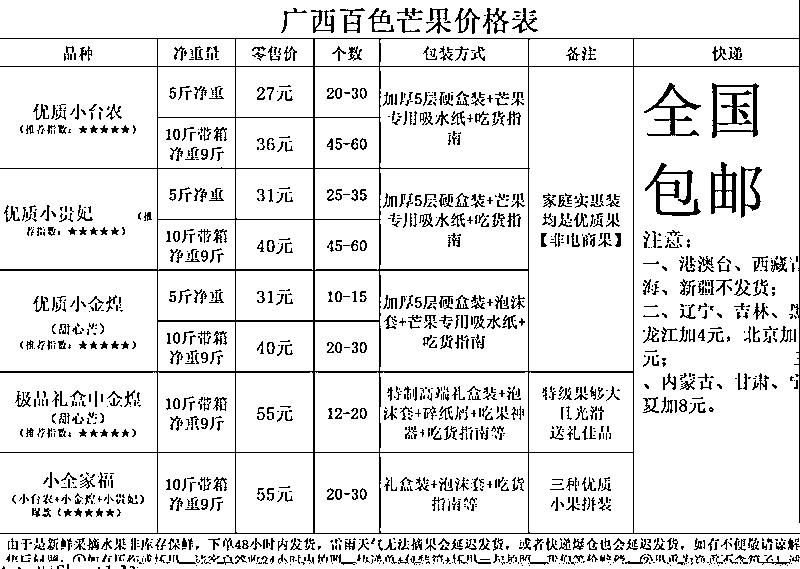 广西百色芒果价格表
品种 净重量 零售价 个数 包装方式 备注 快递
优质小台农
(推荐指数：★★★★★)
5斤净重 27元 20-30
10斤带箱
净重9斤
36元 45-60
加厚5层硬盒装+芒果
专用吸水纸+吃货指
南
优质小贵妃 (推
荐指数：★★★★★)
5斤净重 31元 25-35
10斤带箱
净重9斤
40元 45-60
加厚5层硬盒装+芒果
专用吸水纸+吃货指
南
优质小金煌
(甜心芒)
(推荐指数：★★★★★)
5斤净重 31元 10-15
10斤带箱
净重9斤
40元 20-30
加厚5层硬盒装+泡沫
套+芒果专用吸水纸+
吃货指南
家庭实惠装
均是优质果
【非电商果】
极品礼盒中金煌
(甜心芒)
(推荐指数：★★★★★)
10斤带箱
净重9斤
55元 12-20
特制高端礼盒装+泡
沫套+碎纸屑+吃果神
器+吃货指南等
特级果够大
且光滑
送礼佳品
小全家福
(小台农+小金煌+小贵妃)
爆款(★★★★★)
10斤带箱
净重9斤
55元 20-30
礼盒装+泡沫套+吃货
指南等
三种优质
小果拼装
全国
包邮
注意：
一、港澳台、西藏青
海、新疆不发货；
二、辽宁、吉林、黑
龙江加4元，北京加
元；
、内蒙古、甘肃、宁
夏加8元。
由于是新鲜采摘水果非库存保鲜，下单48小时内发货，雷雨天气无法摘果会延迟发货，或者快递爆仓也会延迟发货，如有不便敬请谅解